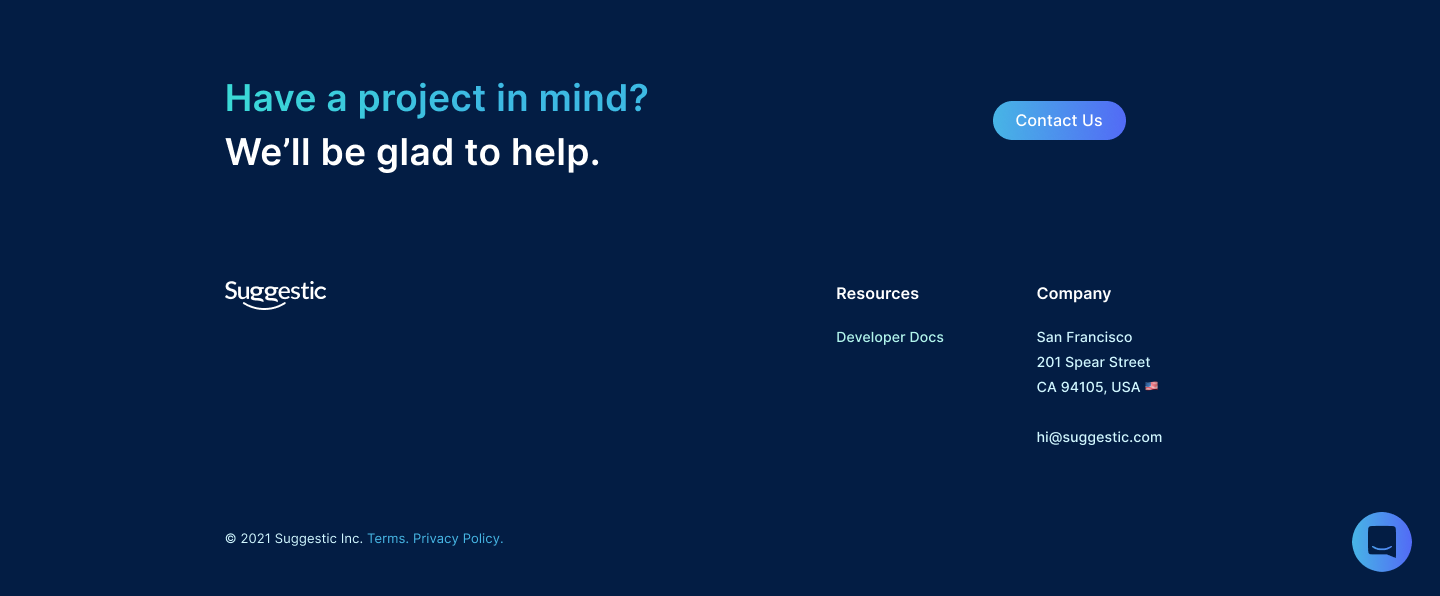 Have a project in mind?
We’ll be glad to help.
Contact Us
Suggestic
Resources
Developer Docs
Company
San Francisco
201 Spear Street
CA 94105, USA 🇺🇸
hi@suggestic.com
© 2021 Suggestic Inc. Terms. Privacy Policy.